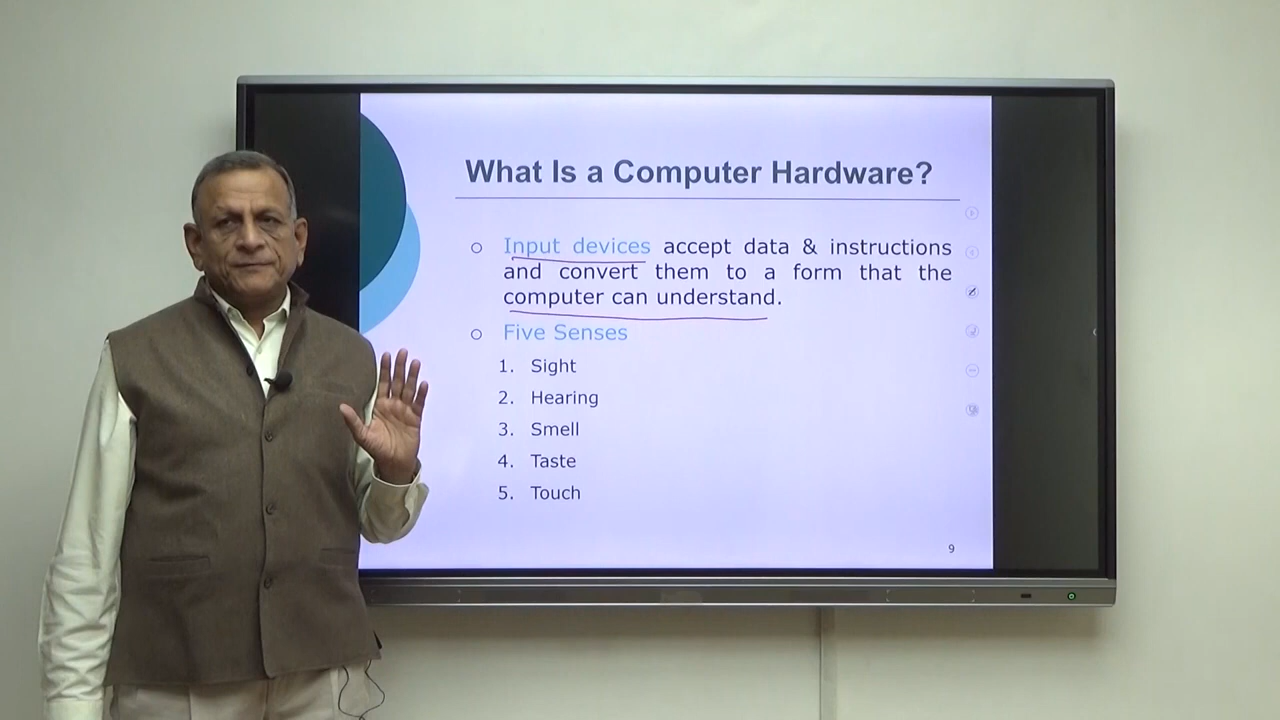 What Is a Computer Hardware?
○ Input devices accept data & instructions
and convert them to a form that the
computer can understand.
○ Five Senses
1. Sight
2. Hearing
3. Smell
4. Taste
5. Touch
9